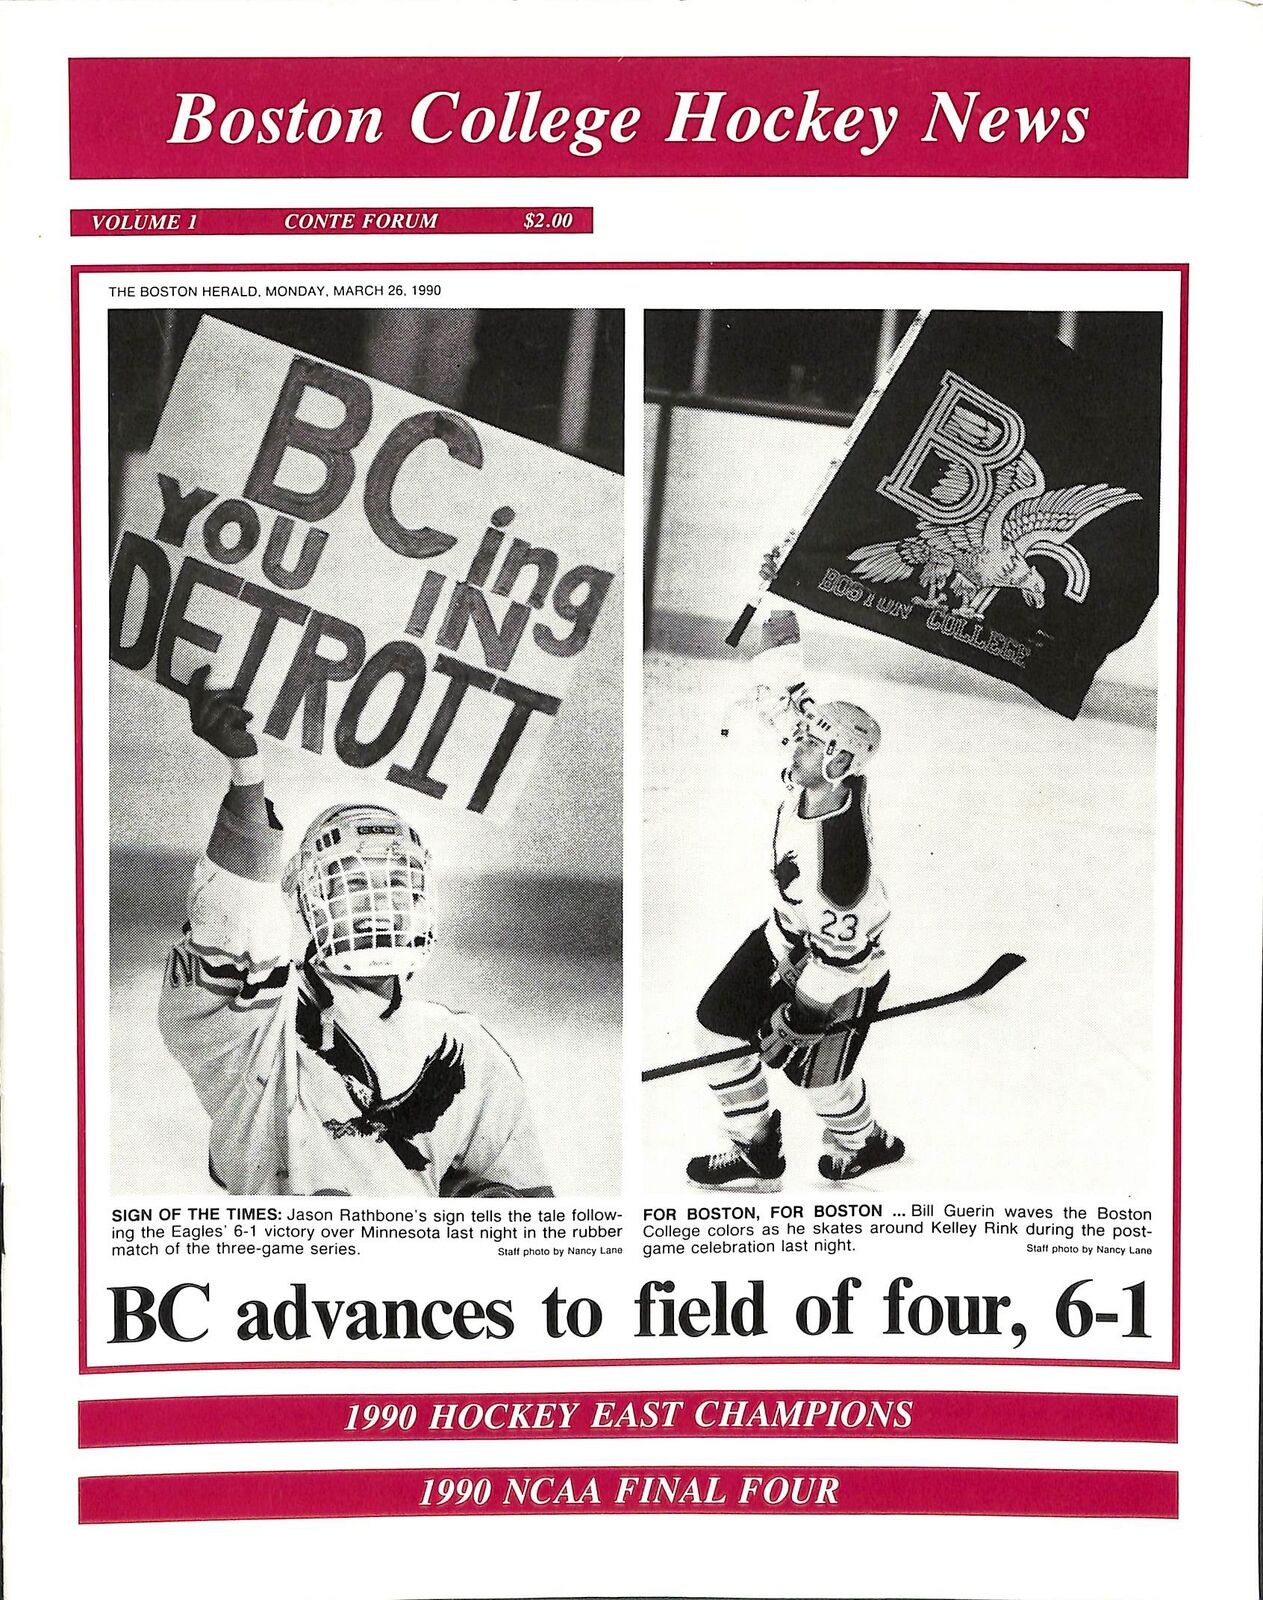 Boston College Hockey News
VOLUME 1 CONTE FORUM $2.00
THE BOSTON HERALD, MONDAY, MARCH 26, 1990
BCing
YOU IN
DETROIT
CCM
B
BOSTON COLLEGE
23
SIGN OF THE TIMES: Jason Rathbone's sign tells the tale follow-
ing the Eagles' 6-1 victory over Minnesota last night in the rubber
match of the three-game series. Staff photo by Nancy Lane
FOR BOSTON, FOR BOSTON ... Bill Guerin waves the Boston
College colors as he skates around Kelley Rink during the post-
game celebration last night. Staff photo by Nancy Lane
BC advances to field of four, 6-1
1990 HOCKEY EAST CHAMPIONS
1990 NCAA FINAL FOUR